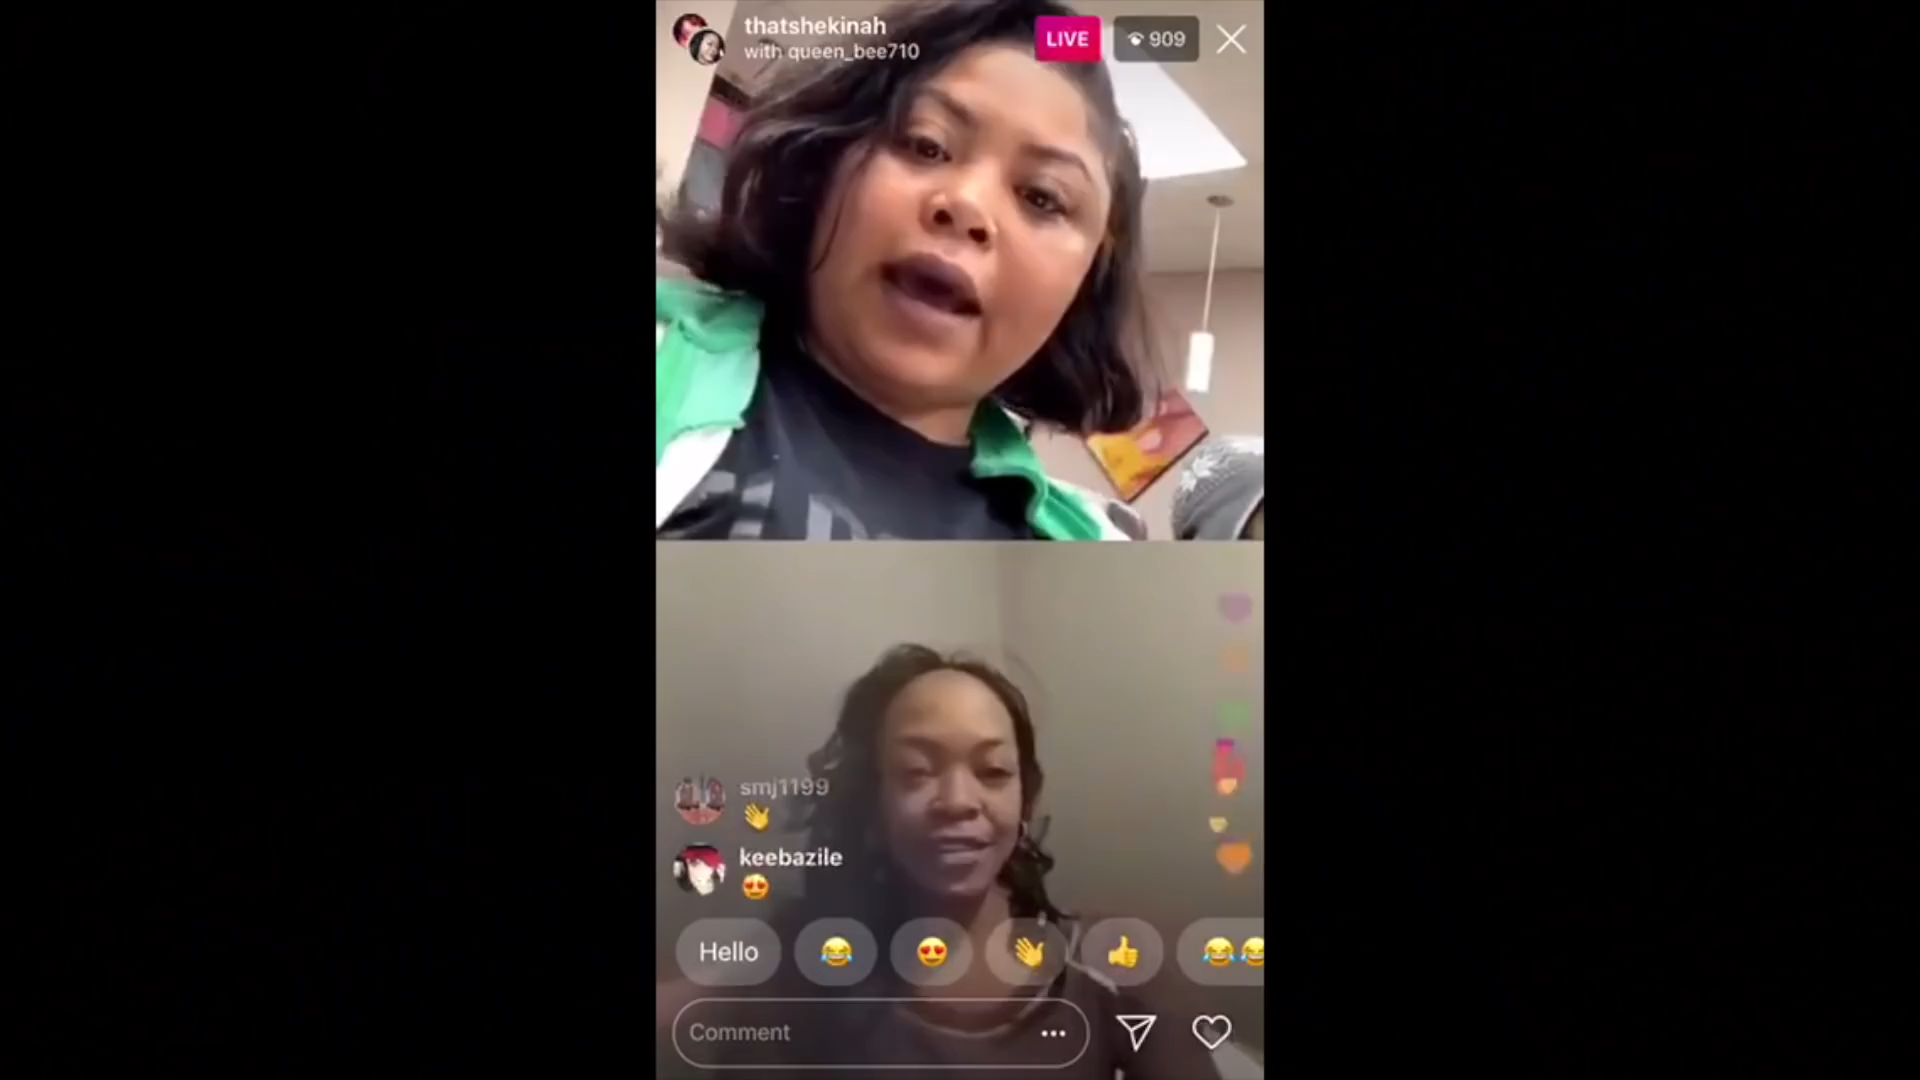 thatshekinah
with queen_bee710
LIVE
909
smj1199
keebazile
Hello
Comment